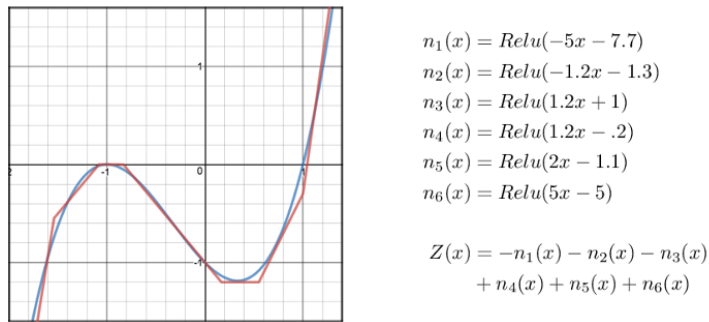 1
2
-1
0
1
-1
n₁(x) = Relu(−5x − 7.7)
n₂(x) = Relu(−1.2x − 1.3)
n₃(x) = Relu(1.2x + 1)
n₄(x) = Relu(1.2x − .2)
n₅(x) = Relu(2x − 1.1)
n₆(x) = Relu(5x − 5)
Z(x) = −n₁(x) − n₂(x) − n₃(x)
+ n₄(x) + n₅(x) + n₆(x)